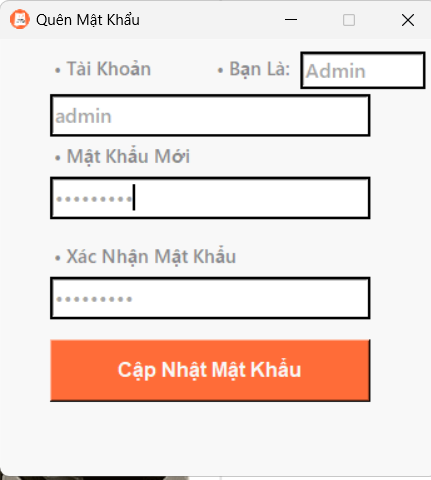 Quên Mật Khẩu
• Tài Khoản • Bạn Là: Admin
admin
• Mật Khẩu Mới
•••••••••
• Xác Nhận Mật Khẩu
•••••••••
Cập Nhật Mật Khẩu